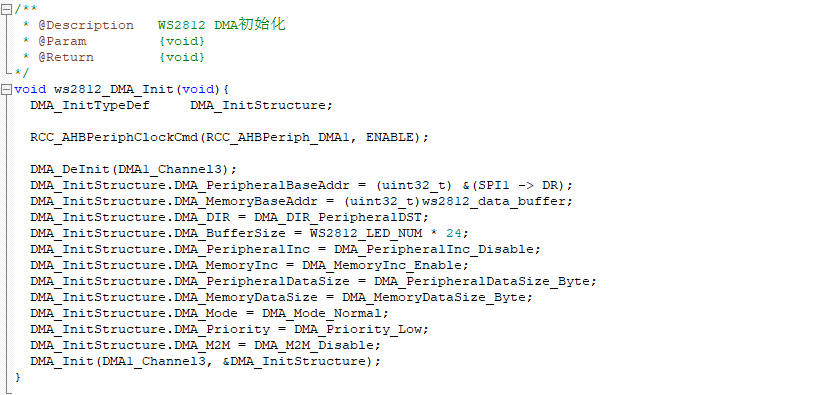 /**
 * @Description   WS2812 DMA初始化
 * @Param         {void}
 * @Return        {void}
*/
void ws2812_DMA_Init(void){
  DMA_InitTypeDef     DMA_InitStructure;
  RCC_AHBPeriphClockCmd(RCC_AHBPeriph_DMA1, ENABLE);
  DMA_DeInit(DMA1_Channel3);
  DMA_InitStructure.DMA_PeripheralBaseAddr = (uint32_t) &(SPI1 -> DR);
  DMA_InitStructure.DMA_MemoryBaseAddr = (uint32_t)ws2812_data_buffer;
  DMA_InitStructure.DMA_DIR = DMA_DIR_PeripheralDST;
  DMA_InitStructure.DMA_BufferSize = WS2812_LED_NUM * 24;
  DMA_InitStructure.DMA_PeripheralInc = DMA_PeripheralInc_Disable;
  DMA_InitStructure.DMA_MemoryInc = DMA_MemoryInc_Enable;
  DMA_InitStructure.DMA_PeripheralDataSize = DMA_PeripheralDataSize_Byte;
  DMA_InitStructure.DMA_MemoryDataSize = DMA_MemoryDataSize_Byte;
  DMA_InitStructure.DMA_Mode = DMA_Mode_Normal;
  DMA_InitStructure.DMA_Priority = DMA_Priority_Low;
  DMA_InitStructure.DMA_M2M = DMA_M2M_Disable;
  DMA_Init(DMA1_Channel3, &DMA_InitStructure);
}